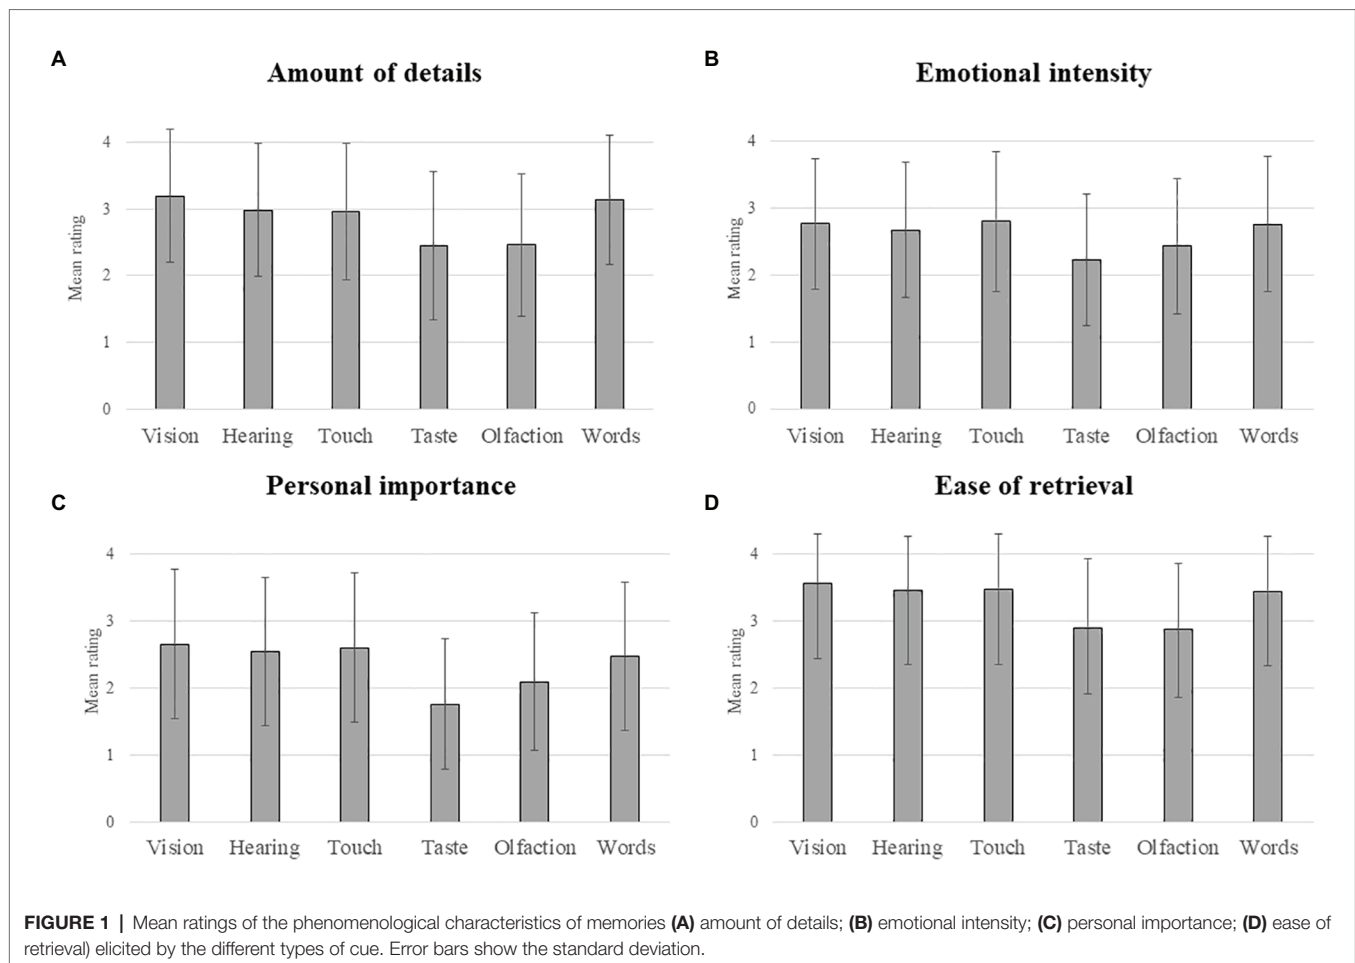 A
Amount of details
4
3
2
1
0
Mean rating
Vision Hearing Touch Taste Olfaction Words
B
Emotional intensity
4
3
2
1
0
Mean rating
Vision Hearing Touch Taste Olfaction Words
C
Personal importance
4
3
2
1
0
Mean rating
Vision Hearing Touch Taste Olfaction Words
D
Ease of retrieval
4
3
2
1
0
Mean rating
Vision Hearing Touch Taste Olfaction Words
FIGURE 1 | Mean ratings of the phenomenological characteristics of memories (A) amount of details; (B) emotional intensity; (C) personal importance; (D) ease of
retrieval) elicited by the different types of cue. Error bars show the standard deviation.